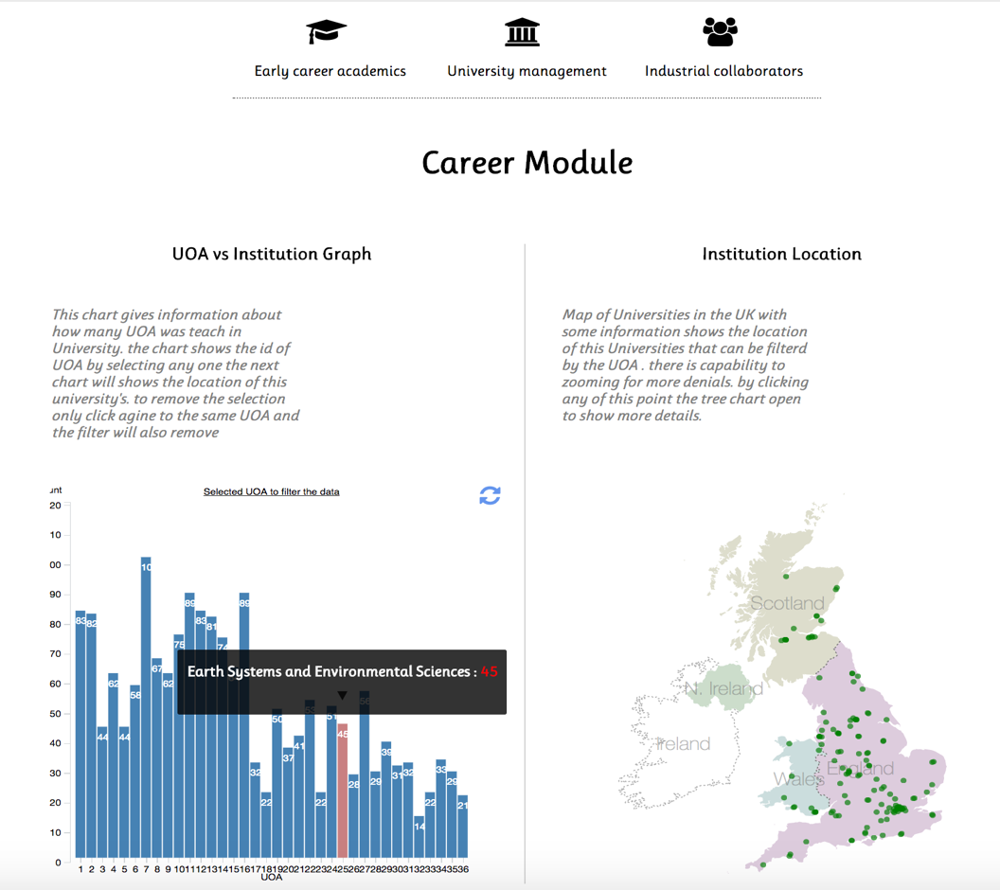 Early career academics
University management
Industrial collaborators
Career Module
UOA vs Institution Graph
This chart gives information about
how many UOA was teach in
University. the chart shows the id of
UOA by selecting any one the next
chart will shows the location of this
university's. to remove the selection
only click agine to the same UOA and
the filter will also remove
Selected UOA to filter the data
unt
20
10
00
90
80
70
60
50
40
30
20
10
0
83 82 44 62 44 58 10 67 62 75 89 83 81 74 89 32 22 50 37 41 53 22 51 45 28 56 29 39 31 32 14 22 33 29 21
Earth Systems and Environmental Sciences : 45
1 2 3 4 5 6 7 8 9 10 11 12 13 14 15 16 17 18 19 20 21 22 23 24 25 26 27 28 29 30 31 32 33 34 35 36
UOA
Institution Location
Map of Universities in the UK with
some information shows the location
of this Universities that can be filterd
by the UOA . there is capability to
zooming for more denials. by clicking
any of this point the tree chart open
to show more details.
Scotland
N. Ireland
Ireland
Wales
England